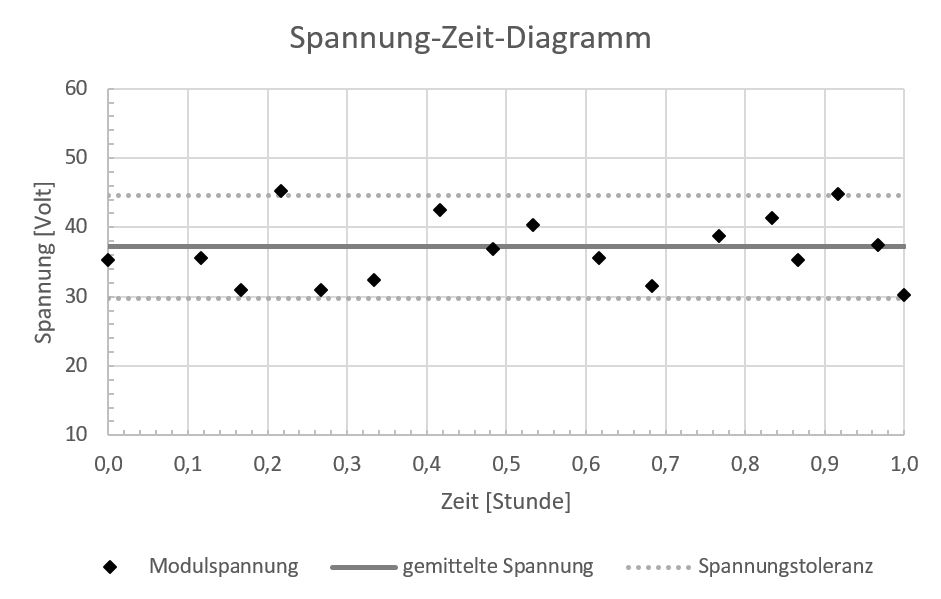 Spannung-Zeit-Diagramm
60
50
40
30
20
10
Spannung [Volt]
0,0 0,1 0,2 0,3 0,4 0,5 0,6 0,7 0,8 0,9 1,0
Zeit [Stunde]
Modulspannung gemittelte Spannung Spannungstoleranz